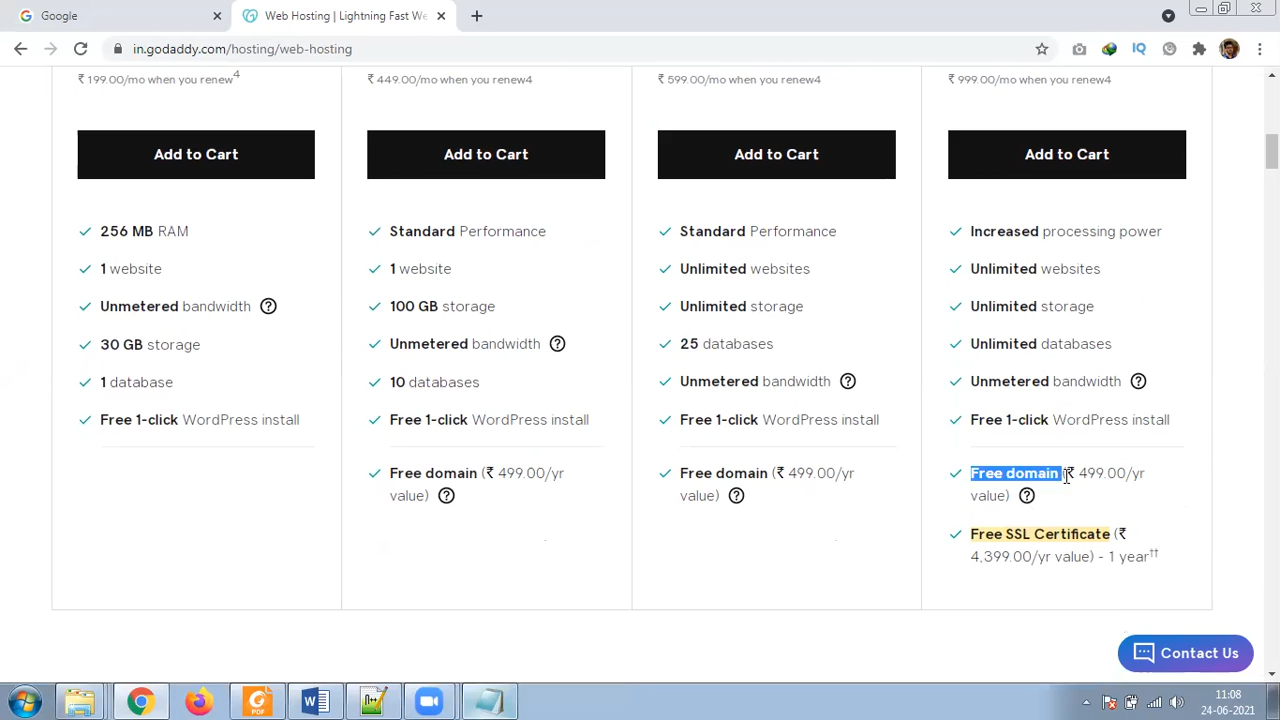 Google
Web Hosting | Lightning Fast We
in.godaddy.com/hosting/web-hosting
IQ
₹ 199.00/mo when you renew4
₹ 449.00/mo when you renew4
₹ 599.00/mo when you renew4
₹ 999.00/mo when you renew4
Add to Cart
Add to Cart
Add to Cart
Add to Cart
256 MB RAM
1 website
Unmetered bandwidth ?
30 GB storage
1 database
Free 1-click WordPress install
Standard Performance
1 website
100 GB storage
Unmetered bandwidth ?
10 databases
Free 1-click WordPress install
Free domain (₹ 499.00/yr
value) ?
Standard Performance
Unlimited websites
Unlimited storage
25 databases
Unmetered bandwidth ?
Free 1-click WordPress install
Free domain (₹ 499.00/yr
value) ?
Increased processing power
Unlimited websites
Unlimited storage
Unlimited databases
Unmetered bandwidth ?
Free 1-click WordPress install
Free domain (₹ 499.00/yr
value) ?
Free SSL Certificate (₹
4,399.00/yr value) - 1 year††
Contact Us
PDF
11:08
24-06-2021